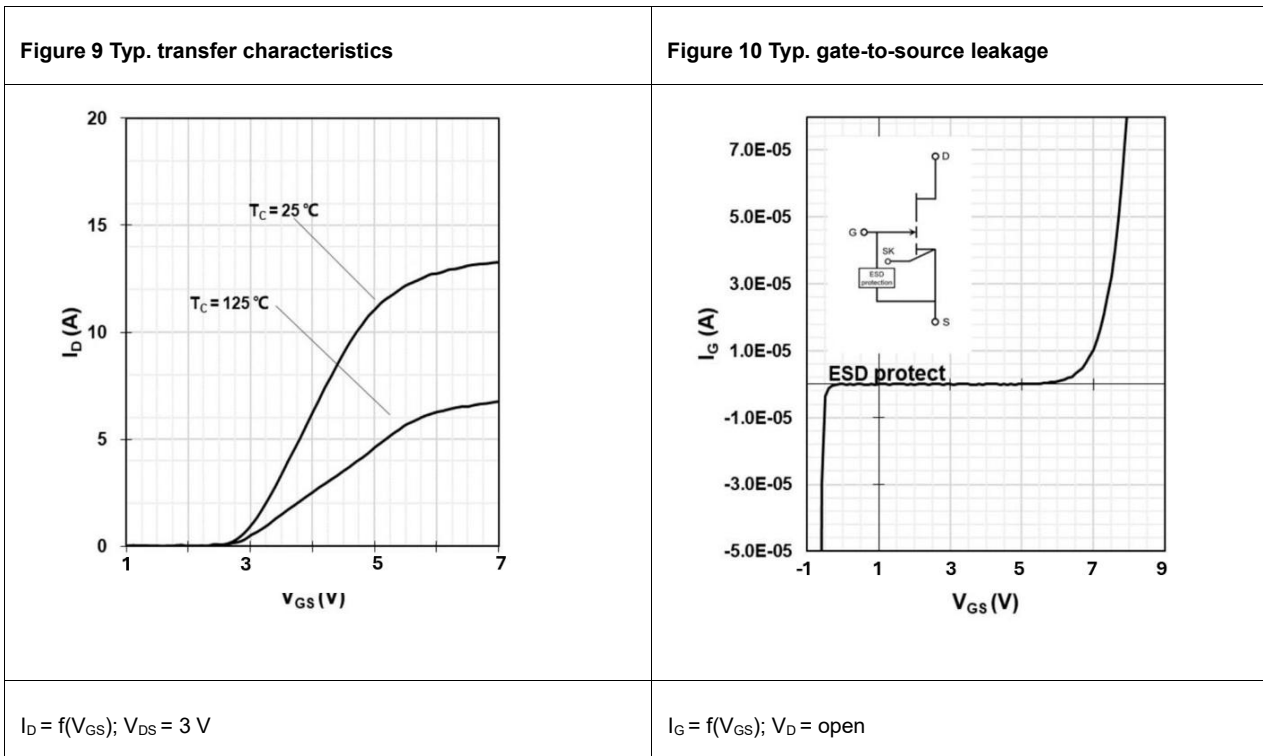 Figure 9 Typ. transfer characteristics
20
15
10
5
0
1
3
5
7
T_C = 25 ℃
T_C = 125 ℃
I_D (A)
V_GS (V)
I_D = f(V_GS); V_DS = 3 V
Figure 10 Typ. gate-to-source leakage
7.0E-05
5.0E-05
3.0E-05
1.0E-05
-1.0E-05
-3.0E-05
-5.0E-05
-1
1
3
5
7
9
D
G
SK
ESD
protection
S
ESD protect
I_G (A)
V_GS (V)
I_G = f(V_GS); V_D = open